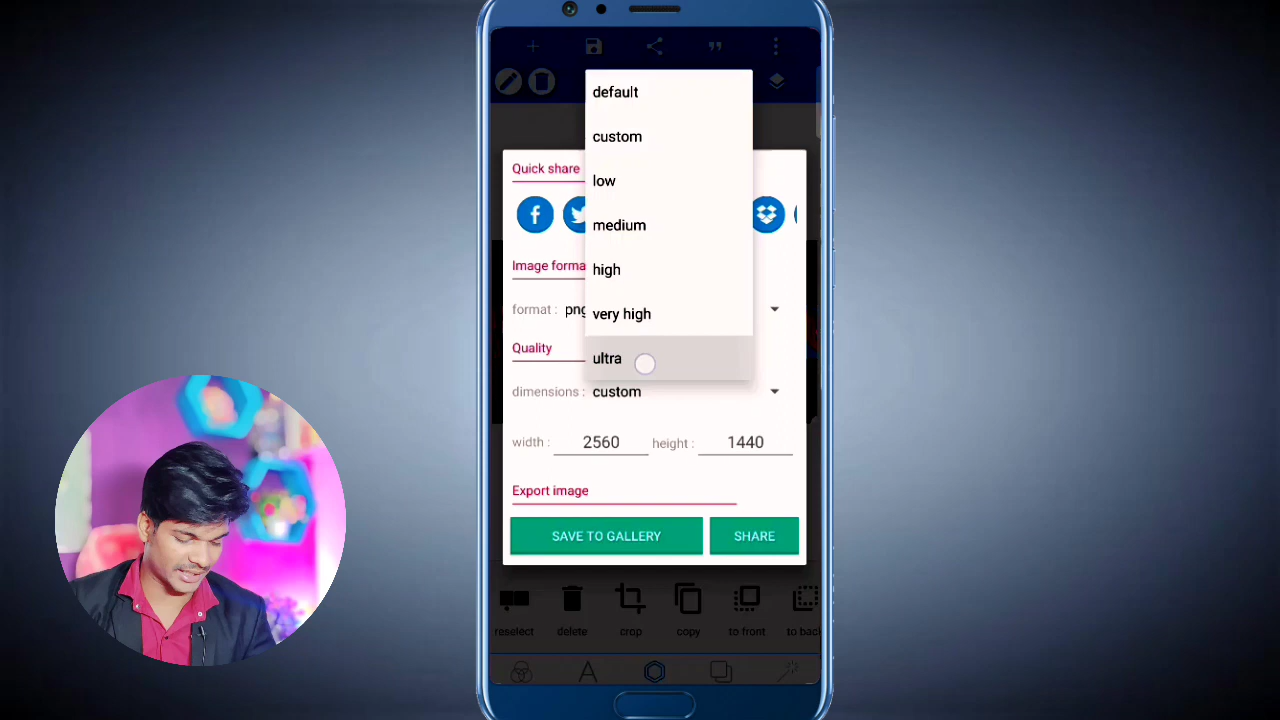 default
custom
low
medium
high
very high
ultra
Quick share
Image forma
format : png
Quality
dimensions : custom
width : 2560 height : 1440
Export image
SAVE TO GALLERY SHARE
reselect delete crop copy to front to back